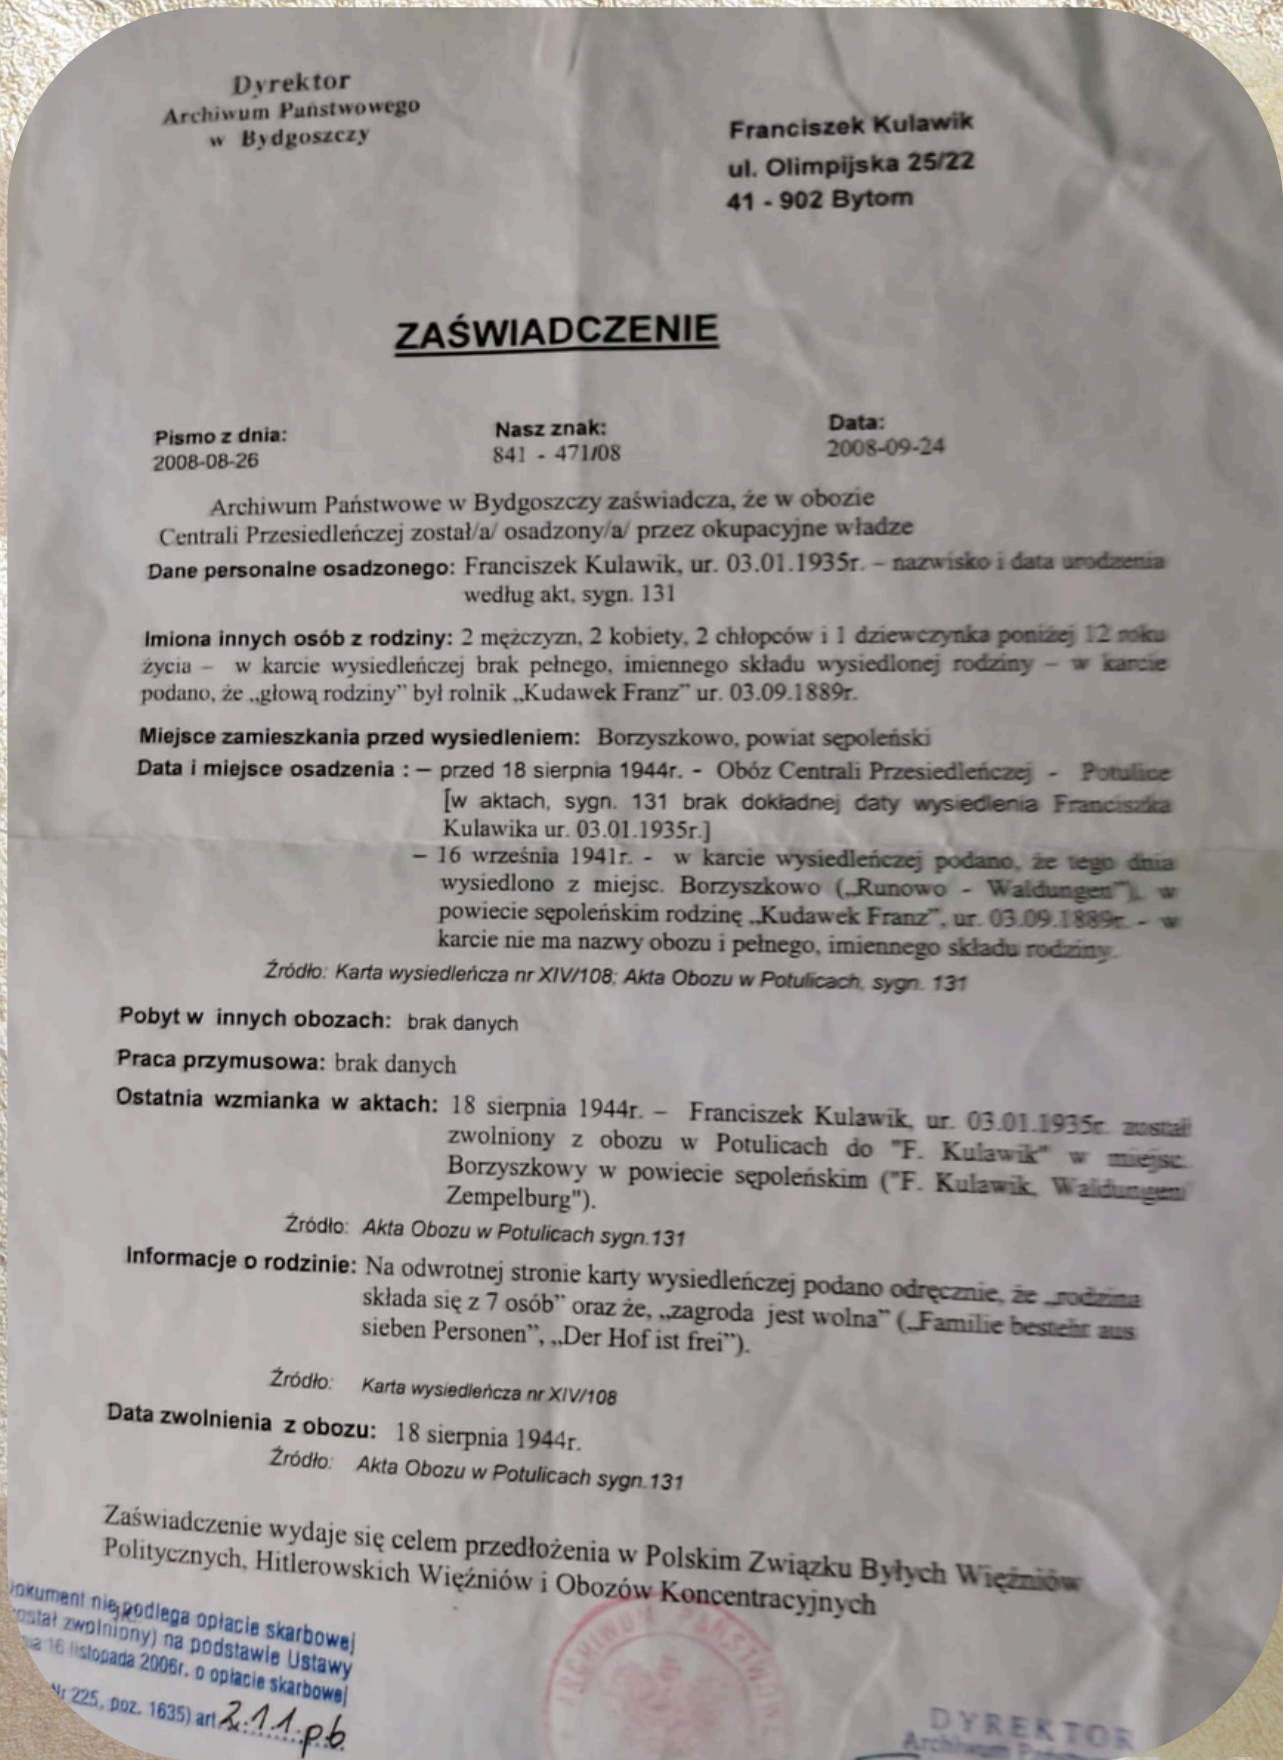 Dyrektor
Archiwum Państwowego
w Bydgoszczy
Franciszek Kulawik
ul. Olimpijska 25/22
41 - 902 Bytom
ZAŚWIADCZENIE
Pismo z dnia: Nasz znak: Data:
2008-08-26 841 - 471/08 2008-09-24
Archiwum Państwowe w Bydgoszczy zaświadcza, że w obozie
Centrali Przesiedleńczej został/a/ osadzony/a/ przez okupacyjne władze
Dane personalne osadzonego: Franciszek Kulawik, ur. 03.01.1935r. – nazwisko i data urodzenia
według akt, sygn. 131
Imiona innych osób z rodziny: 2 mężczyzn, 2 kobiety, 2 chłopców i 1 dziewczynka poniżej 12 roku
życia – w karcie wysiedleńczej brak pełnego, imiennego składu wysiedlonej rodziny – w karcie
podano, że „głową rodziny” był rolnik „Kudawek Franz” ur. 03.09.1889r.
Miejsce zamieszkania przed wysiedleniem: Borzyszkowo, powiat sępoleński
Data i miejsce osadzenia : – przed 18 sierpnia 1944r. - Obóz Centrali Przesiedleńczej - Potulice
[w aktach, sygn. 131 brak dokładnej daty wysiedlenia Franciszka
Kulawika ur. 03.01.1935r.]
– 16 września 1941r. - w karcie wysiedleńczej podano, że tego dnia
wysiedlono z miejsc. Borzyszkowo („Runowo - Waldungen”), w
powiecie sępoleńskim rodzinę „Kudawek Franz”, ur. 03.09.1889r. - w
karcie nie ma nazwy obozu i pełnego, imiennego składu rodziny.
Źródło: Karta wysiedleńcza nr XIV/108; Akta Obozu w Potulicach, sygn. 131
Pobyt w innych obozach: brak danych
Praca przymusowa: brak danych
Ostatnia wzmianka w aktach: 18 sierpnia 1944r. – Franciszek Kulawik, ur. 03.01.1935r. został
zwolniony z obozu w Potulicach do "F. Kulawik" w miejsc.
Borzyszkowy w powiecie sępoleńskim ("F. Kulawik, Waldungen/
Zempelburg").
Źródło: Akta Obozu w Potulicach sygn.131
Informacje o rodzinie: Na odwrotnej stronie karty wysiedleńczej podano odręcznie, że „rodzina
składa się z 7 osób” oraz że, „zagroda jest wolna” („Familie besteht aus
sieben Personen”, „Der Hof ist frei”).
Źródło: Karta wysiedleńcza nr XIV/108
Data zwolnienia z obozu: 18 sierpnia 1944r.
Źródło: Akta Obozu w Potulicach sygn.131
Zaświadczenie wydaje się celem przedłożenia w Polskim Związku Byłych Więźniów
Politycznych, Hitlerowskich Więźniów i Obozów Koncentracyjnych
okument nie podlega opłacie skarbowej
ostał zwolniony) na podstawie Ustawy
ia 16 listopada 2006r. o opłacie skarbowej
Nr 225, poz. 1635) art 2.1.1.pb
ARCHIWUM PAŃSTWOW
DYREKTOR
Archiwum